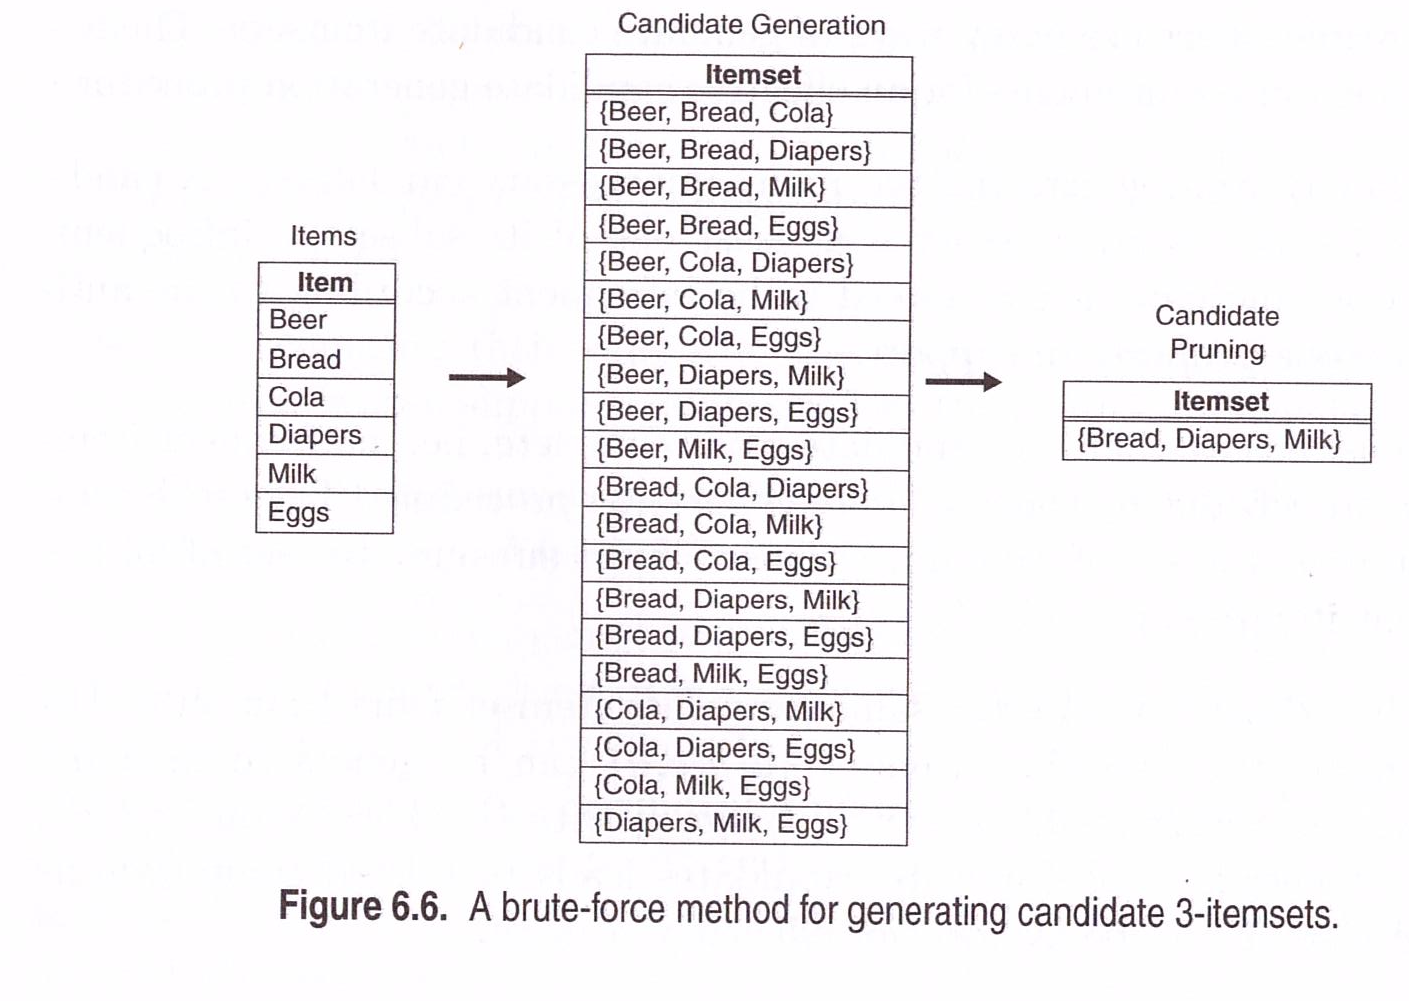 Candidate Generation
Itemset
{Beer, Bread, Cola}
{Beer, Bread, Diapers}
{Beer, Bread, Milk}
{Beer, Bread, Eggs}
{Beer, Cola, Diapers}
{Beer, Cola, Milk}
{Beer, Cola, Eggs}
{Beer, Diapers, Milk}
{Beer, Diapers, Eggs}
{Beer, Milk, Eggs}
{Bread, Cola, Diapers}
{Bread, Cola, Milk}
{Bread, Cola, Eggs}
{Bread, Diapers, Milk}
{Bread, Diapers, Eggs}
{Bread, Milk, Eggs}
{Cola, Diapers, Milk}
{Cola, Diapers, Eggs}
{Cola, Milk, Eggs}
{Diapers, Milk, Eggs}
Items
Item
Beer
Bread
Cola
Diapers
Milk
Eggs
Candidate
Pruning
Itemset
{Bread, Diapers, Milk}
Figure 6.6. A brute-force method for generating candidate 3-itemsets.